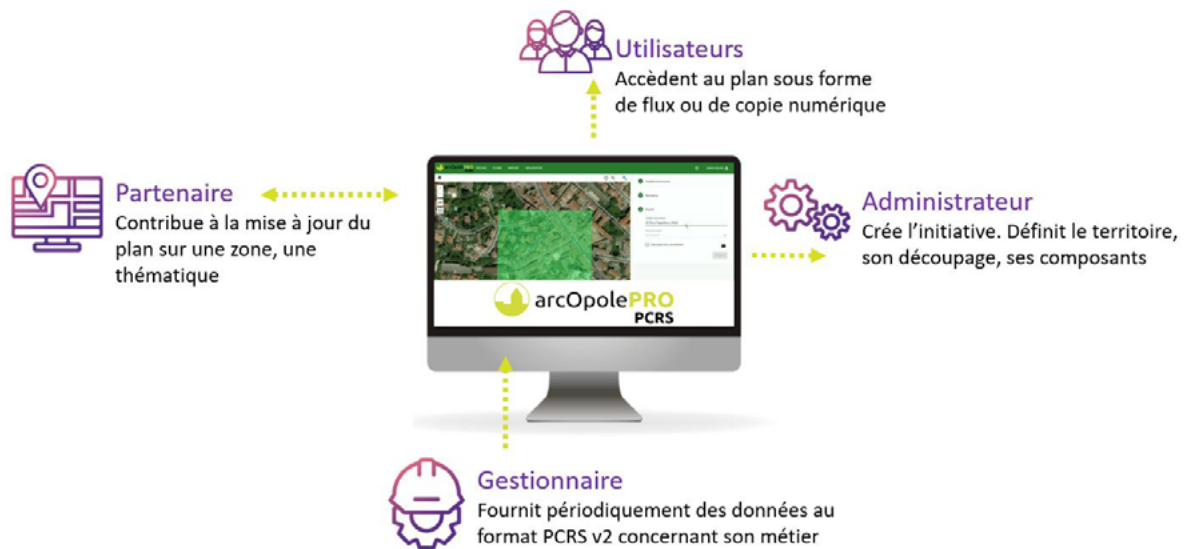 Utilisateurs
Accèdent au plan sous forme
de flux ou de copie numérique
Partenaire
Contribue à la mise à jour du
plan sur une zone, une
thématique
Administrateur
Crée l'initiative. Définit le territoire,
son découpage, ses composants
arcOpolePRO
PCRS
Gestionnaire
Fournit périodiquement des données au
format PCRS v2 concernant son métier